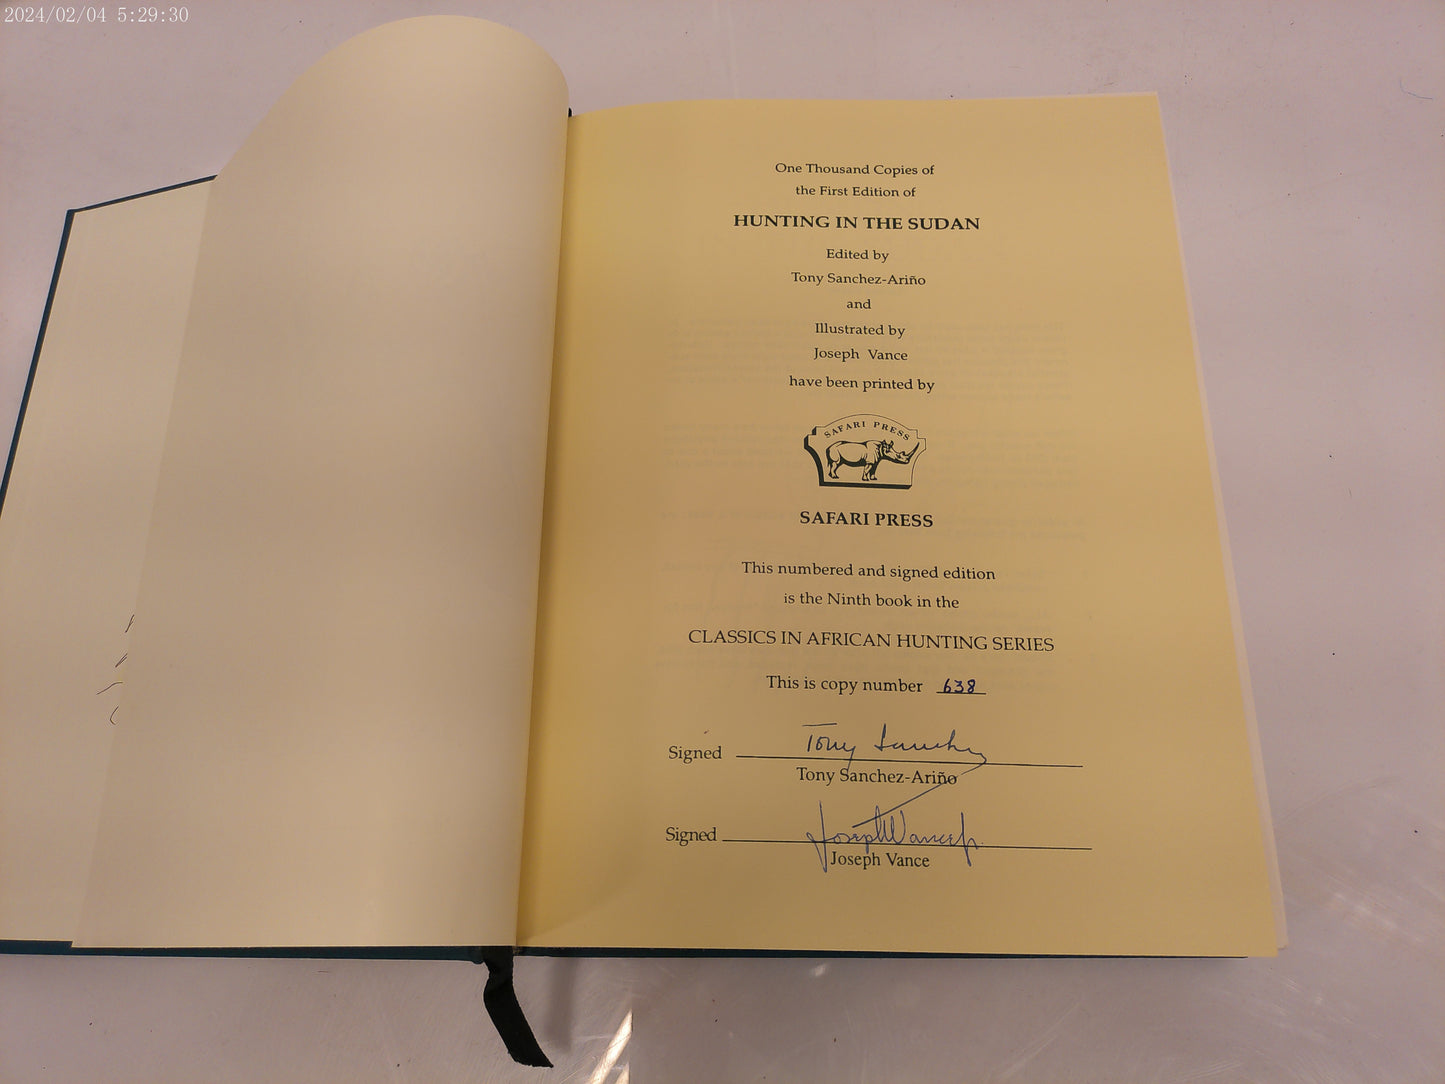 2024/02/04 5:29:30
One Thousand Copies of
the First Edition of
HUNTING IN THE SUDAN
Edited by
Tony Sanchez-Ariño
and
Illustrated by
Joseph Vance
have been printed by
SAFARI PRESS
SAFARI PRESS
This numbered and signed edition
is the Ninth book in the
CLASSICS IN AFRICAN HUNTING SERIES
This is copy number 638
Signed Tony Sanchez
Tony Sanchez-Ariño
Signed Joseph Vance Jr.
Joseph Vance